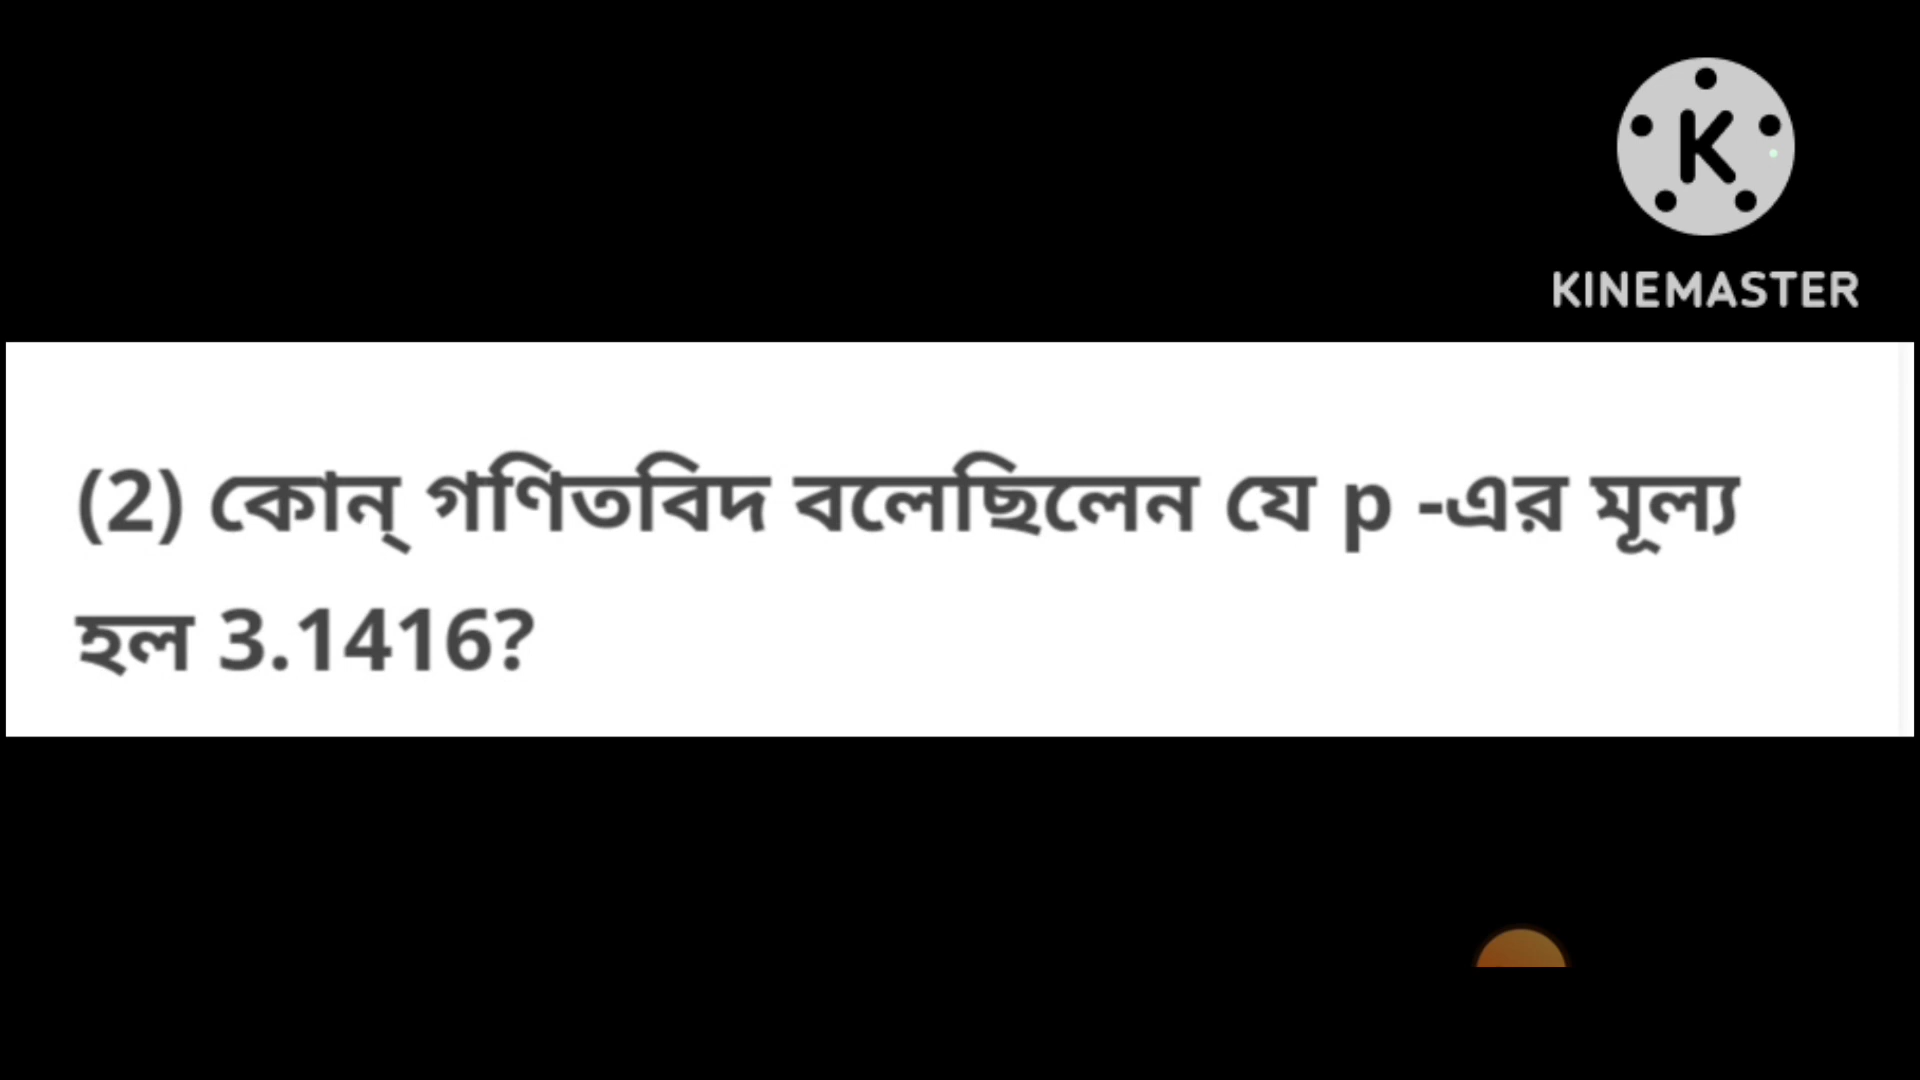 KINEMASTER
(2) কোন্ গণিতবিদ বলেছিলেন যে p -এর মূল্য
হল 3.1416?